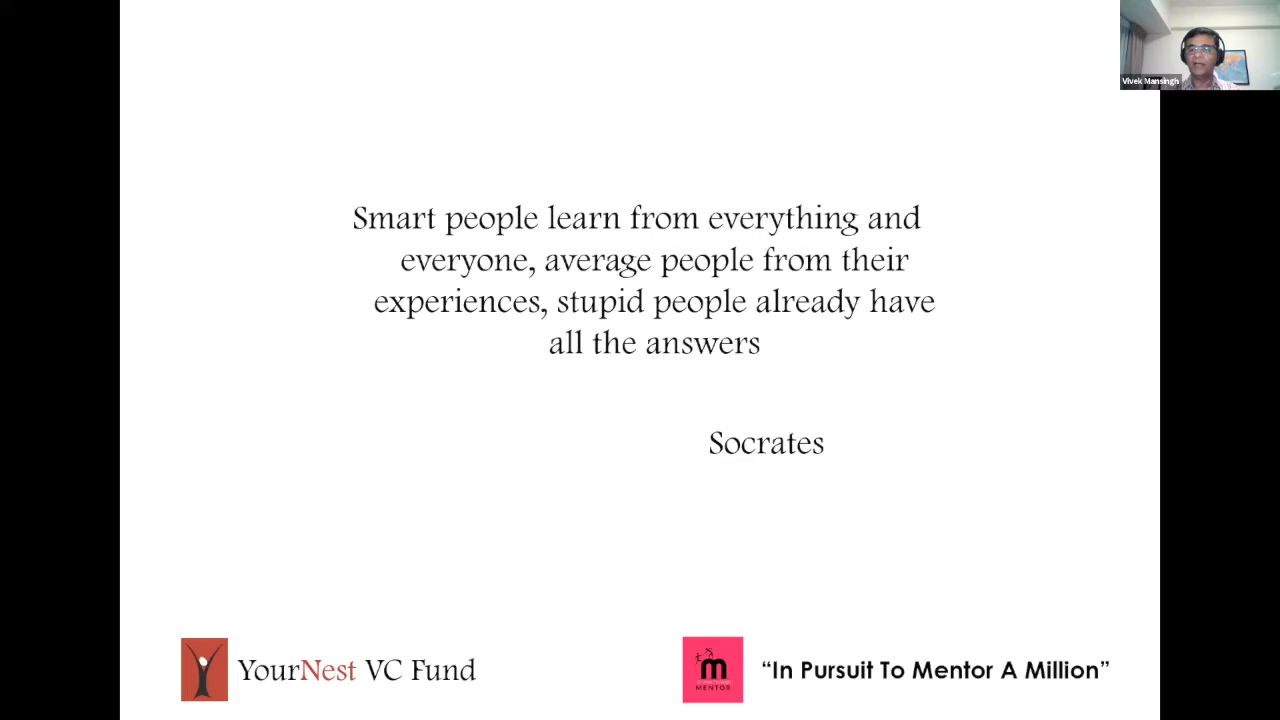 Vivek Mansingh
Smart people learn from everything and
everyone, average people from their
experiences, stupid people already have
all the answers
Socrates
YourNest VC Fund
m
MENTOR
“In Pursuit To Mentor A Million”